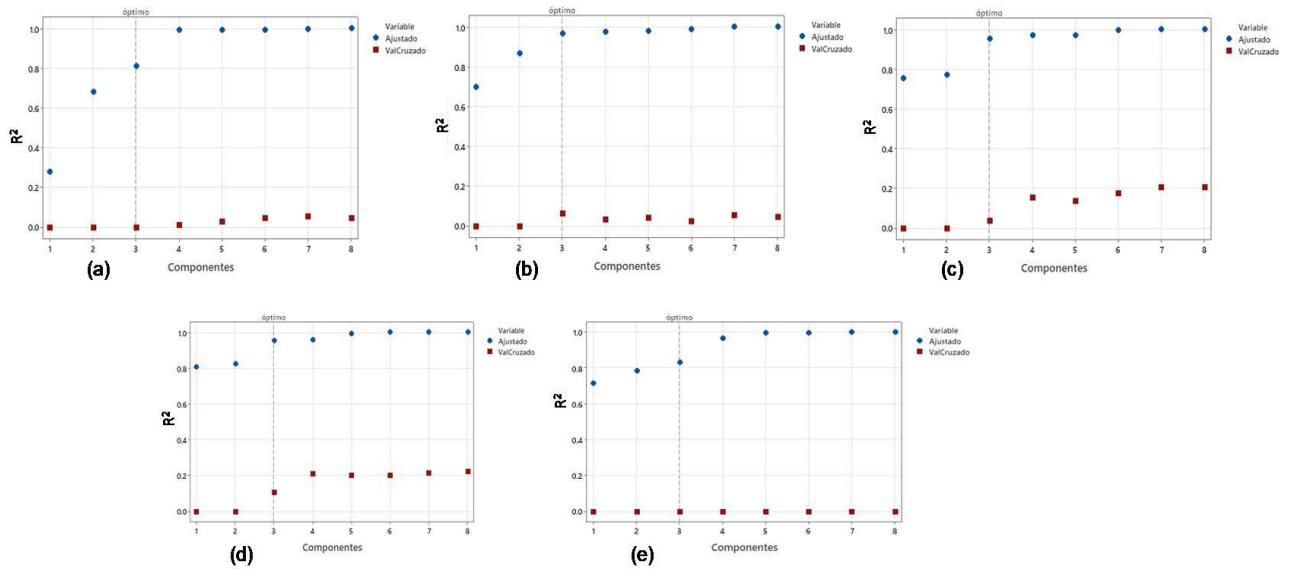 óptimo
Variable
Ajustado
ValCruzado
1.0
0.8
0.6
0.4
0.2
0.0
R²
1 2 3 4 5 6 7 8
Componentes
(a)
óptimo
Variable
Ajustado
ValCruzado
1.0
0.8
0.6
0.4
0.2
0.0
R²
1 2 3 4 5 6 7 8
Componentes
(b)
óptimo
Variable
Ajustado
ValCruzado
1.0
0.8
0.6
0.4
0.2
0.0
R²
1 2 3 4 5 6 7 8
Componentes
(c)
óptimo
Variable
Ajustado
ValCruzado
1.0
0.8
0.6
0.4
0.2
0.0
R²
1 2 3 4 5 6 7 8
Componentes
(d)
óptimo
Variable
Ajustado
ValCruzado
1.0
0.8
0.6
0.4
0.2
0.0
R²
1 2 3 4 5 6 7 8
Componentes
(e)